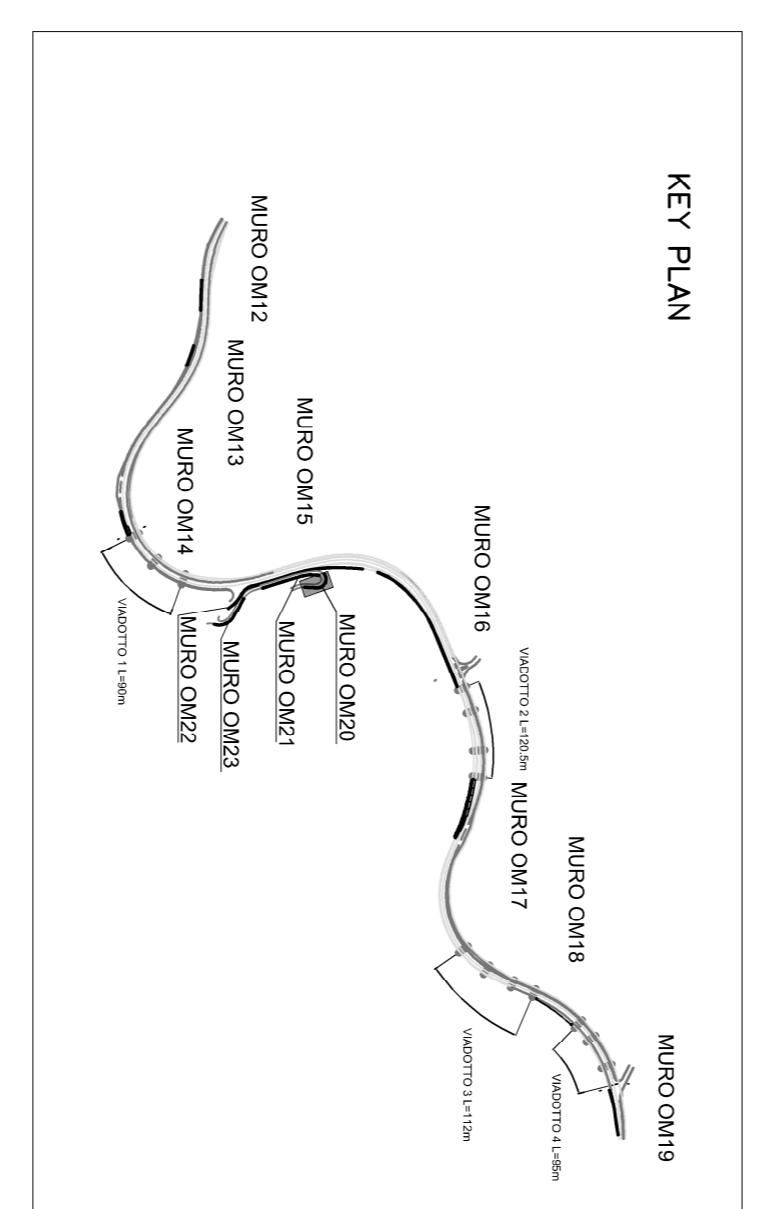 KEY PLAN
MURO OM12
MURO OM13
MURO OM14
MURO OM15
MURO OM16
MURO OM17
MURO OM18
MURO OM19
MURO OM20
MURO OM21
MURO OM23
MURO OM22
VIADOTTO 1 L=90m
VIADOTTO 2 L=120.5m
VIADOTTO 3 L=112m
VIADOTTO 4 L=95m